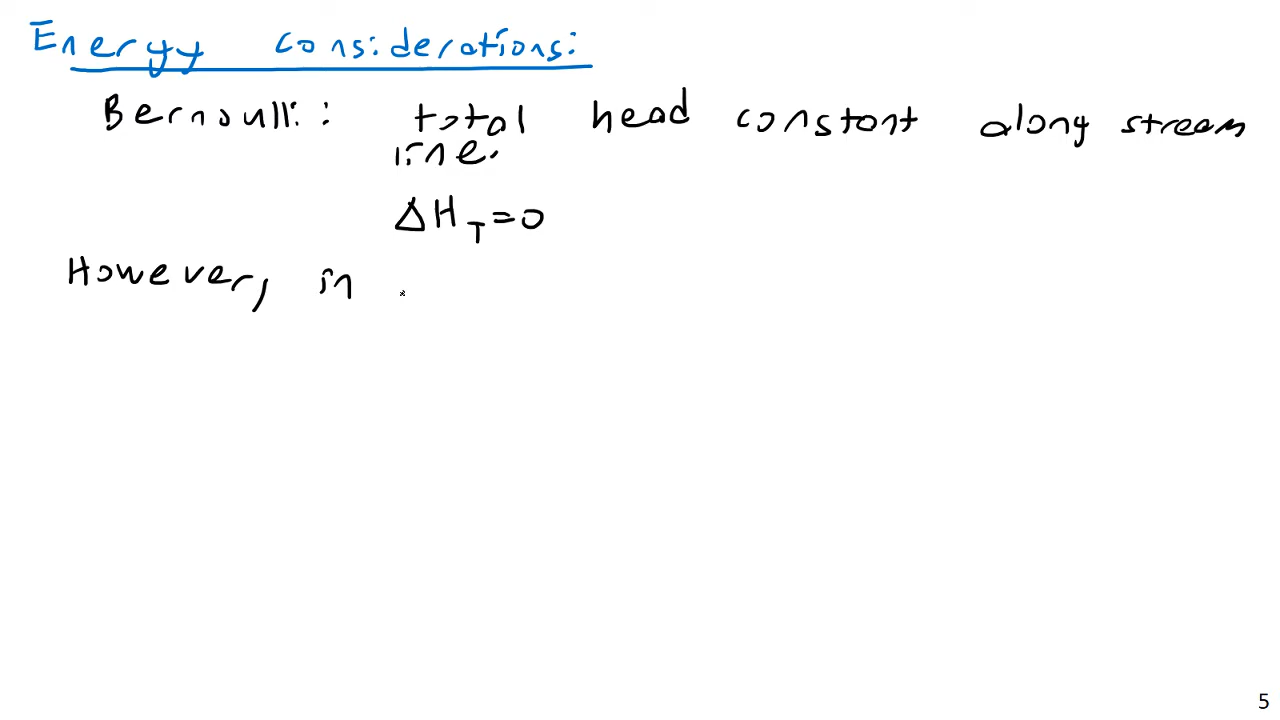 Energy considerations:
Bernoulli: total head constant along stream
line.
ΔH_T=0
However, in
5